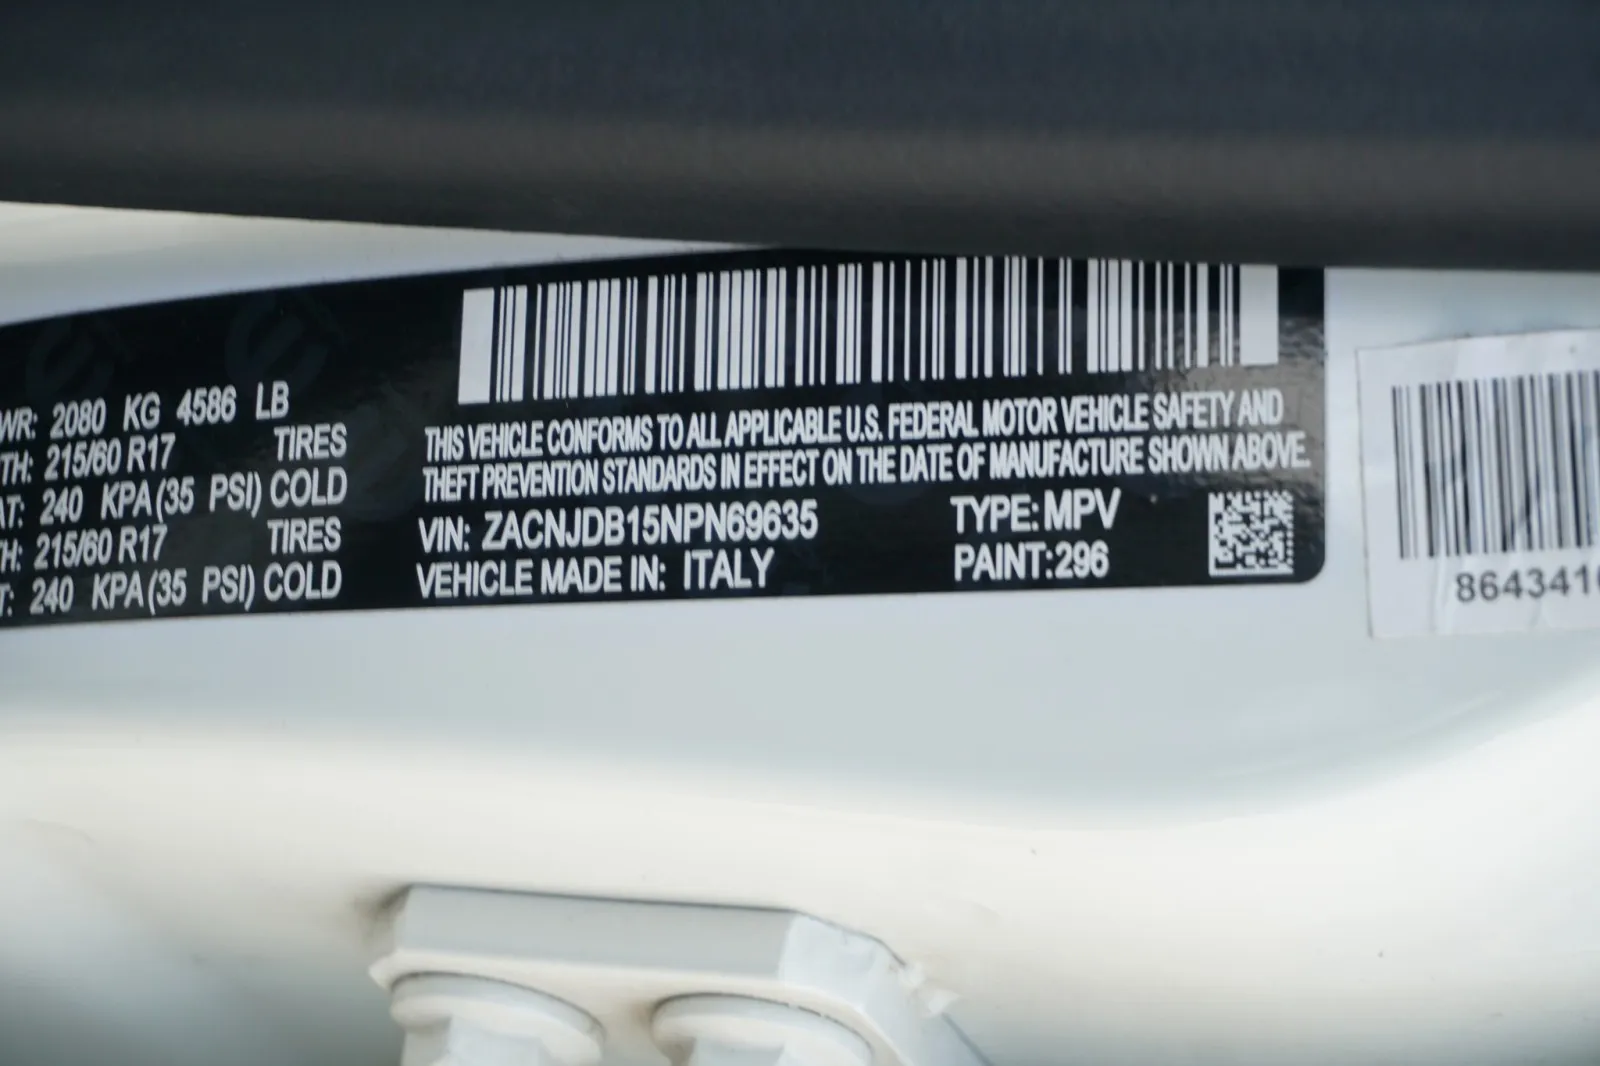 WR: 2080 KG 4586 LB
TH: 215/60 R17 TIRES
AT: 240 KPA(35 PSI) COLD
H: 215/60 R17 TIRES
T: 240 KPA(35 PSI) COLD
THIS VEHICLE CONFORMS TO ALL APPLICABLE U.S. FEDERAL MOTOR VEHICLE SAFETY AND
THEFT PREVENTION STANDARDS IN EFFECT ON THE DATE OF MANUFACTURE SHOWN ABOVE.
VIN: ZACNJDB15NPN69635 TYPE: MPV
VEHICLE MADE IN: ITALY PAINT: 296
8643410